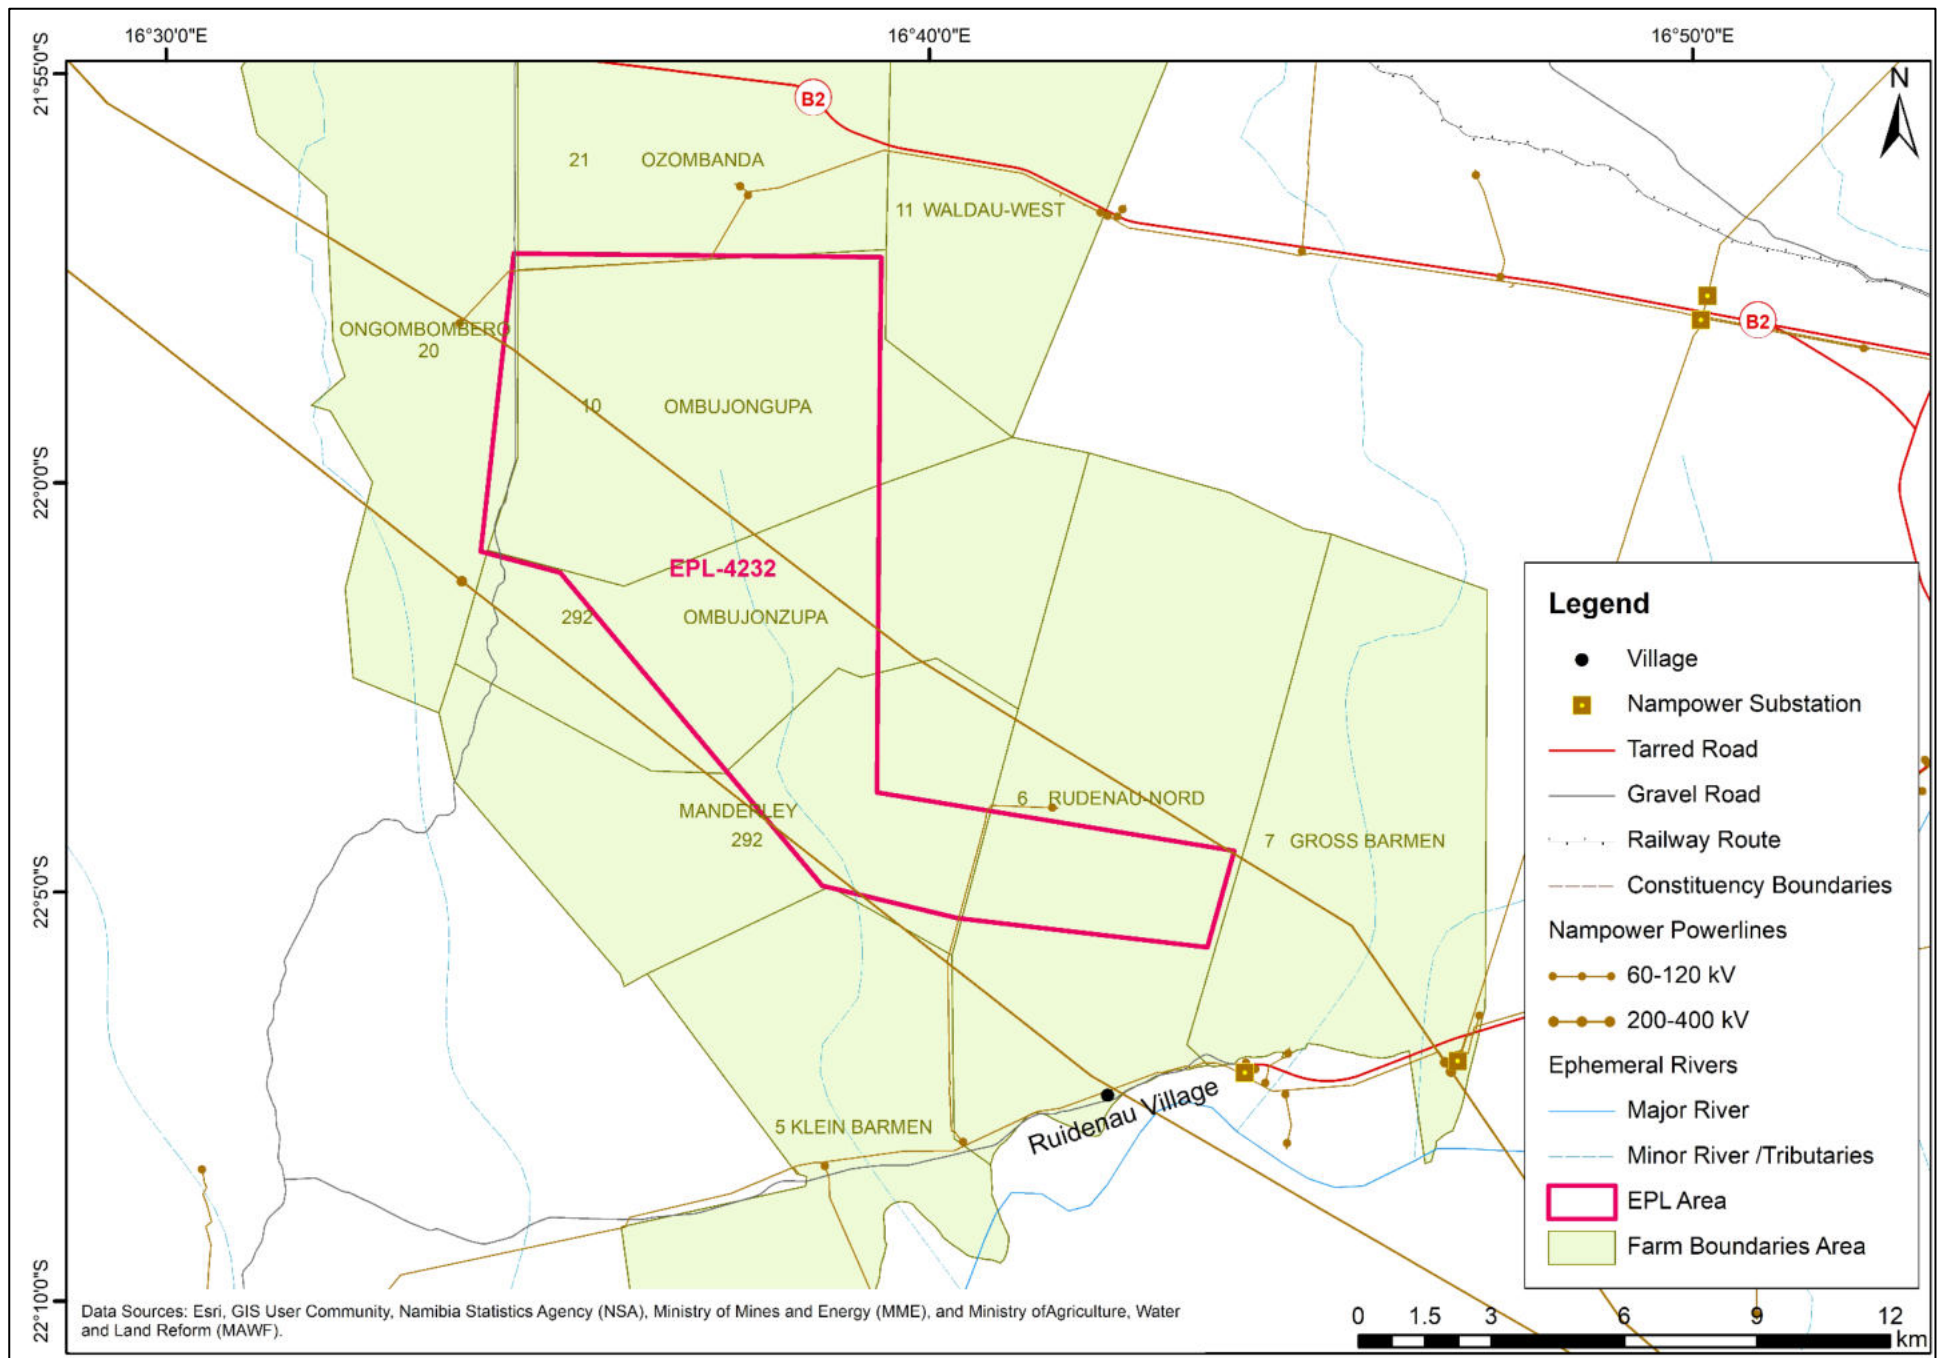 16°30'0"E 16°40'0"E 16°50'0"E
21°55'0"S
N
B2
21 OZOMBANDA
11 WALDAU-WEST
B2
ONGOMBOMBERG
20
10 OMBUJONGUPA
22°0'0"S
EPL-4232
292 OMBUJONZUPA
6 RUDENAU-NORD
MANDERLEY
292
7 GROSS BARMEN
22°5'0"S
Ruidenau Village
5 KLEIN BARMEN
22°10'0"S
Legend
Village
Nampower Substation
Tarred Road
Gravel Road
Railway Route
Constituency Boundaries
Nampower Powerlines
60-120 kV
200-400 kV
Ephemeral Rivers
Major River
Minor River /Tributaries
EPL Area
Farm Boundaries Area
Data Sources: Esri, GIS User Community, Namibia Statistics Agency (NSA), Ministry of Mines and Energy (MME), and Ministry ofAgriculture, Water
and Land Reform (MAWF).
0 1.5 3 6 9 12
km